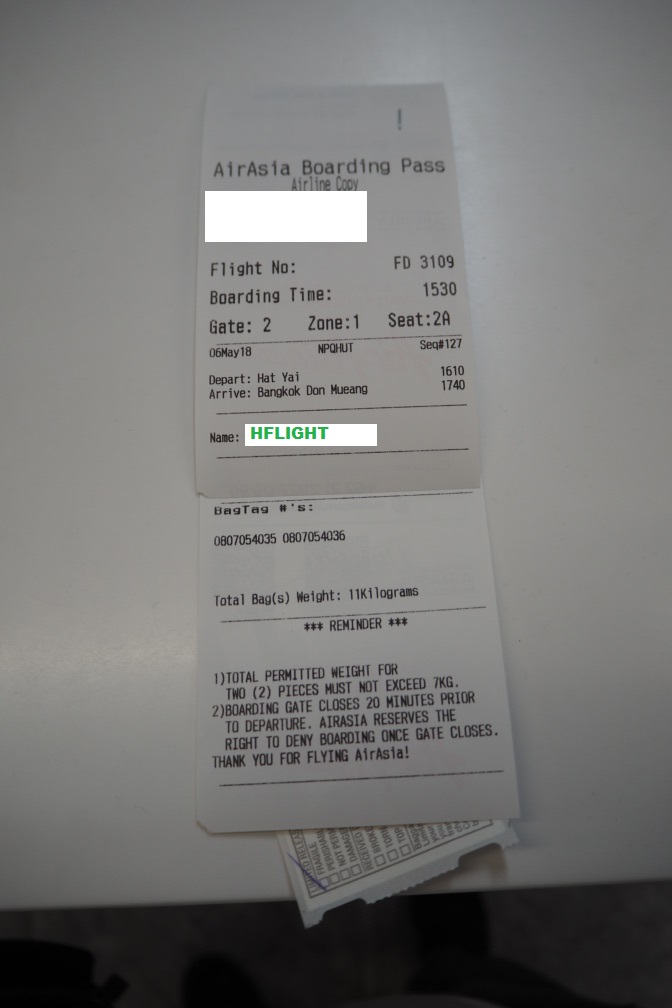 AirAsia Boarding Pass
Airline Copy
Flight No: FD 3109
Boarding Time: 1530
Gate: 2 Zone:1 Seat:2A
06May18 NPQHUT Seq#127
Depart: Hat Yai 1610
Arrive: Bangkok Don Mueang 1740
Name: HFLIGHT
BagTag #'s:
0807054035 0807054036
Total Bag(s) Weight: 11Kilograms
*** REMINDER ***
1)TOTAL PERMITTED WEIGHT FOR
TWO (2) PIECES MUST NOT EXCEED 7KG.
2)BOARDING GATE CLOSES 20 MINUTES PRIOR
TO DEPARTURE. AIRASIA RESERVES THE
RIGHT TO DENY BOARDING ONCE GATE CLOSES.
THANK YOU FOR FLYING AirAsia!
FRAGILE